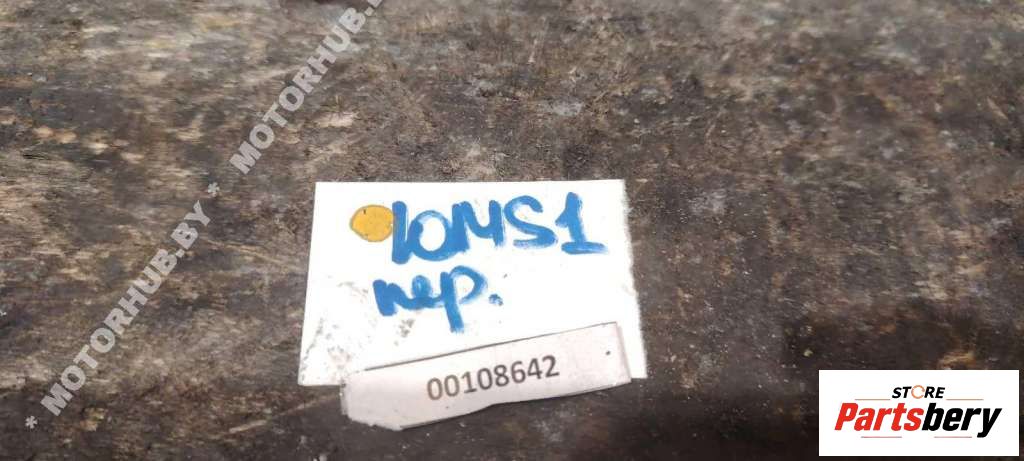 * MOTORHUB.BY * MOTORHUB.BY
10MS1
пер.
00108642
STORE
Partsbery